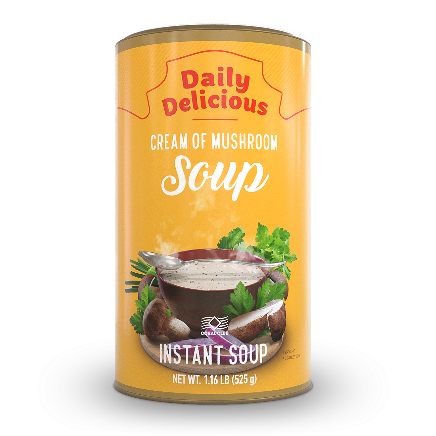 Daily
Delicious
CREAM OF MUSHROOM
Soup
INSTANT SOUP
NET WT. 1.16 LB (525 g)